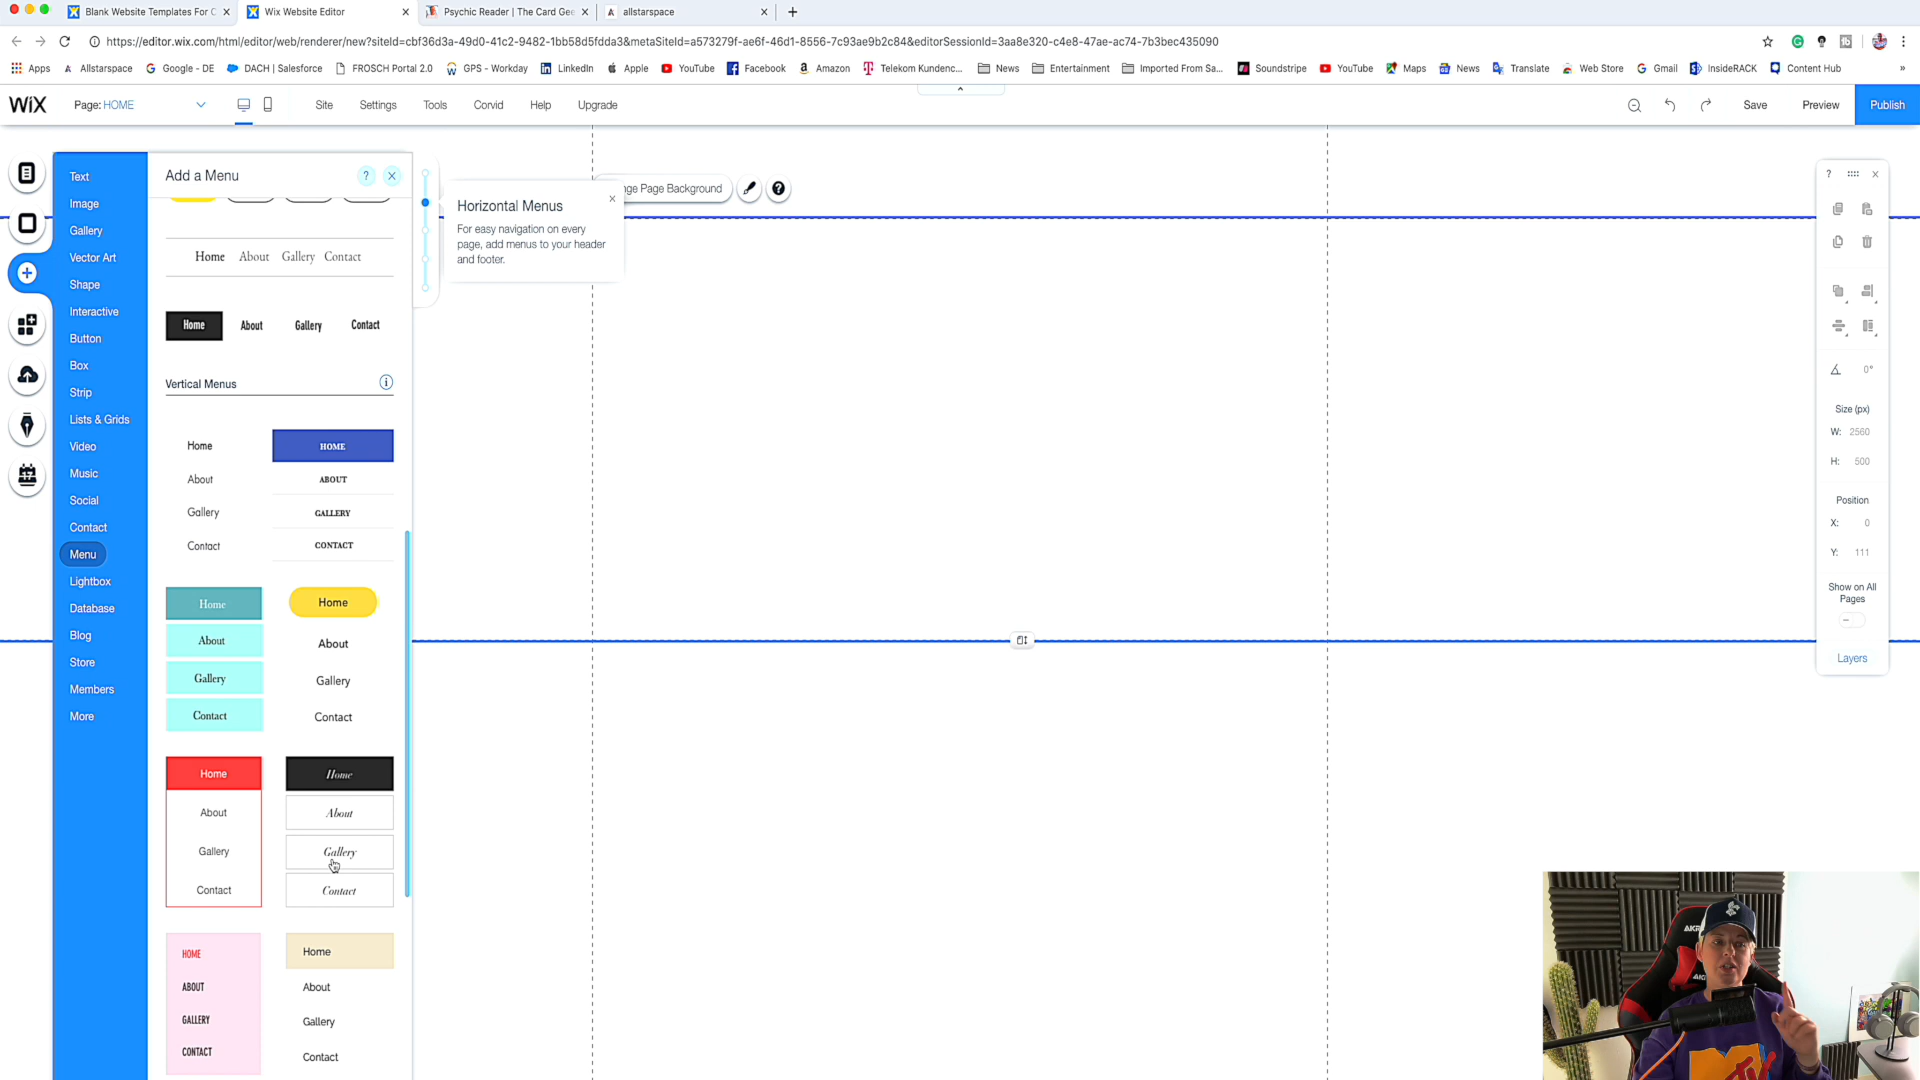 Blank Website Templates For C
Wix Website Editor
Psychic Reader | The Card Gee
allstarspace
https://editor.wix.com/html/editor/web/renderer/new?siteId=cbf36d3a-49d0-41c2-9482-1bb58d5fdda3&metaSiteId=a573279f-ae6f-46d1-8556-7c93ae9b2c84&editorSessionId=3aa8e320-c4e8-47ae-ac74-7b3bec435090
Apps Allstarspace Google - DE DACH | Salesforce FROSCH Portal 2.0 GPS - Workday LinkedIn Apple YouTube Facebook Amazon Telekom Kundenc... News Entertainment Imported From Sa... Soundstripe YouTube Maps News Translate Web Store Gmail InsideRACK Content Hub »
WiX Page: HOME Site Settings Tools Corvid Help Upgrade Save Preview Publish
Text
Image
Gallery
Vector Art
Shape
Interactive
Button
Box
Strip
Lists & Grids
Video
Music
Social
Contact
Menu
Lightbox
Database
Blog
Store
Members
More
Add a Menu ?
Home About Gallery Contact
Home About Gallery Contact
Vertical Menus i
Home
About
Gallery
Contact
HOME
ABOUT
GALLERY
CONTACT
Home
About
Gallery
Contact
Home
About
Gallery
Contact
Home
About
Gallery
Contact
Home
About
Gallery
Contact
HOME
ABOUT
GALLERY
CONTACT
Home
About
Gallery
Contact
Horizontal Menus
For easy navigation on every
page, add menus to your header
and footer.
nge Page Background
?
?
0°
Size (px)
W: 2560
H: 500
Position
X: 0
Y: 111
Show on All
Pages
Layers
AKR
MTV